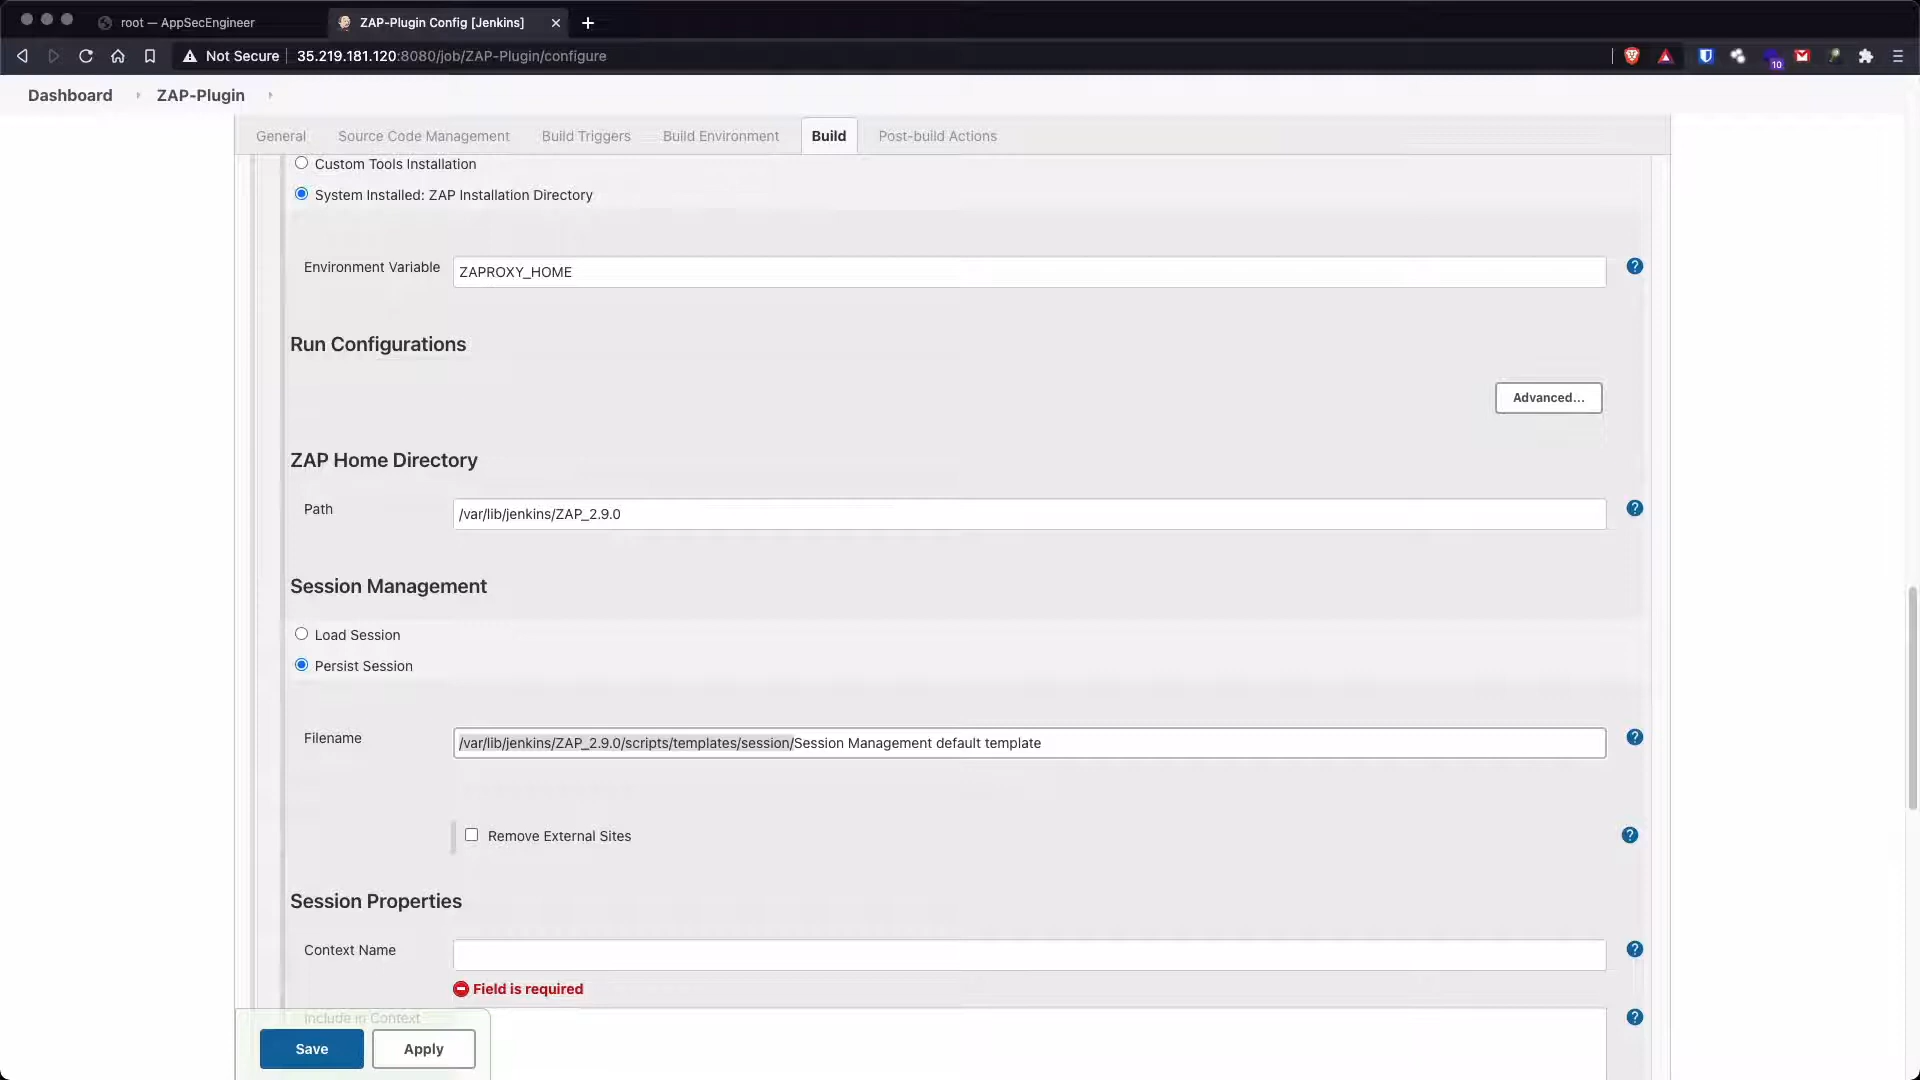 root — AppSecEngineer
ZAP-Plugin Config [Jenkins]
Not Secure
35.219.181.120:8080/job/ZAP-Plugin/configure
10
Dashboard
ZAP-Plugin
General
Source Code Management
Build Triggers
Build Environment
Build
Post-build Actions
Custom Tools Installation
System Installed: ZAP Installation Directory
Environment Variable
ZAPROXY_HOME
?
Run Configurations
Advanced...
ZAP Home Directory
Path
/var/lib/jenkins/ZAP_2.9.0
?
Session Management
Load Session
Persist Session
Filename
/var/lib/jenkins/ZAP_2.9.0/scripts/templates/session/Session Management default template
?
Remove External Sites
?
Session Properties
Context Name
?
Field is required
Include in Context
?
Save
Apply